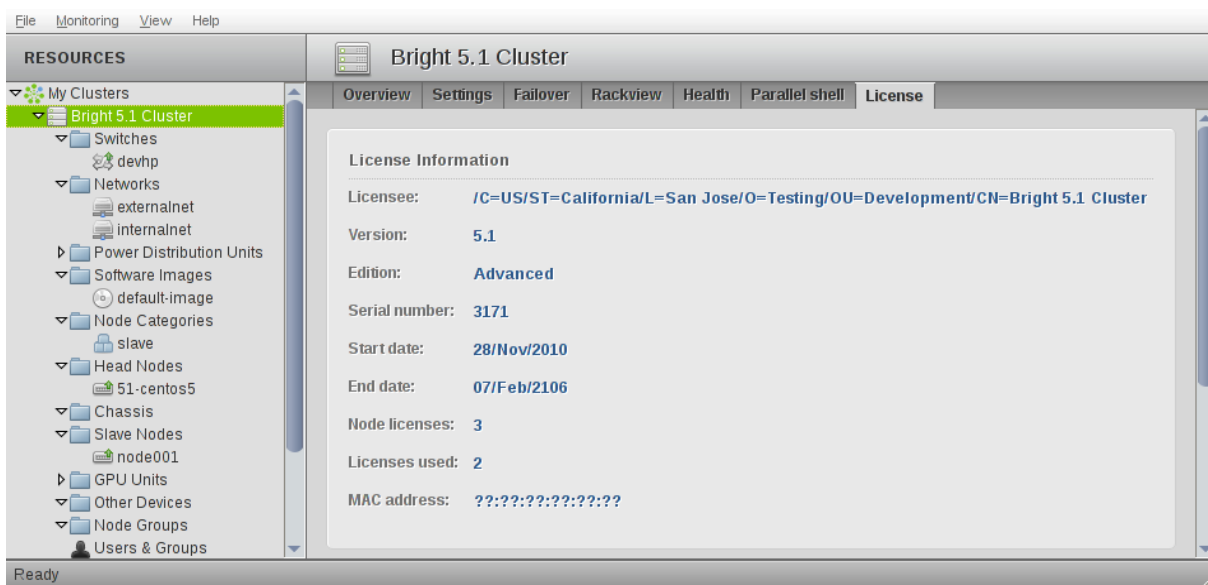 File Monitoring View Help
RESOURCES
My Clusters
Bright 5.1 Cluster
Switches
devhp
Networks
externalnet
internalnet
Power Distribution Units
Software Images
default-image
Node Categories
slave
Head Nodes
51-centos5
Chassis
Slave Nodes
node001
GPU Units
Other Devices
Node Groups
Users & Groups
Bright 5.1 Cluster
Overview Settings Failover Rackview Health Parallel shell License
License Information
Licensee: /C=US/ST=California/L=San Jose/O=Testing/OU=Development/CN=Bright 5.1 Cluster
Version: 5.1
Edition: Advanced
Serial number: 3171
Start date: 28/Nov/2010
End date: 07/Feb/2106
Node licenses: 3
Licenses used: 2
MAC address: ??:??:??:??:??:??
Ready